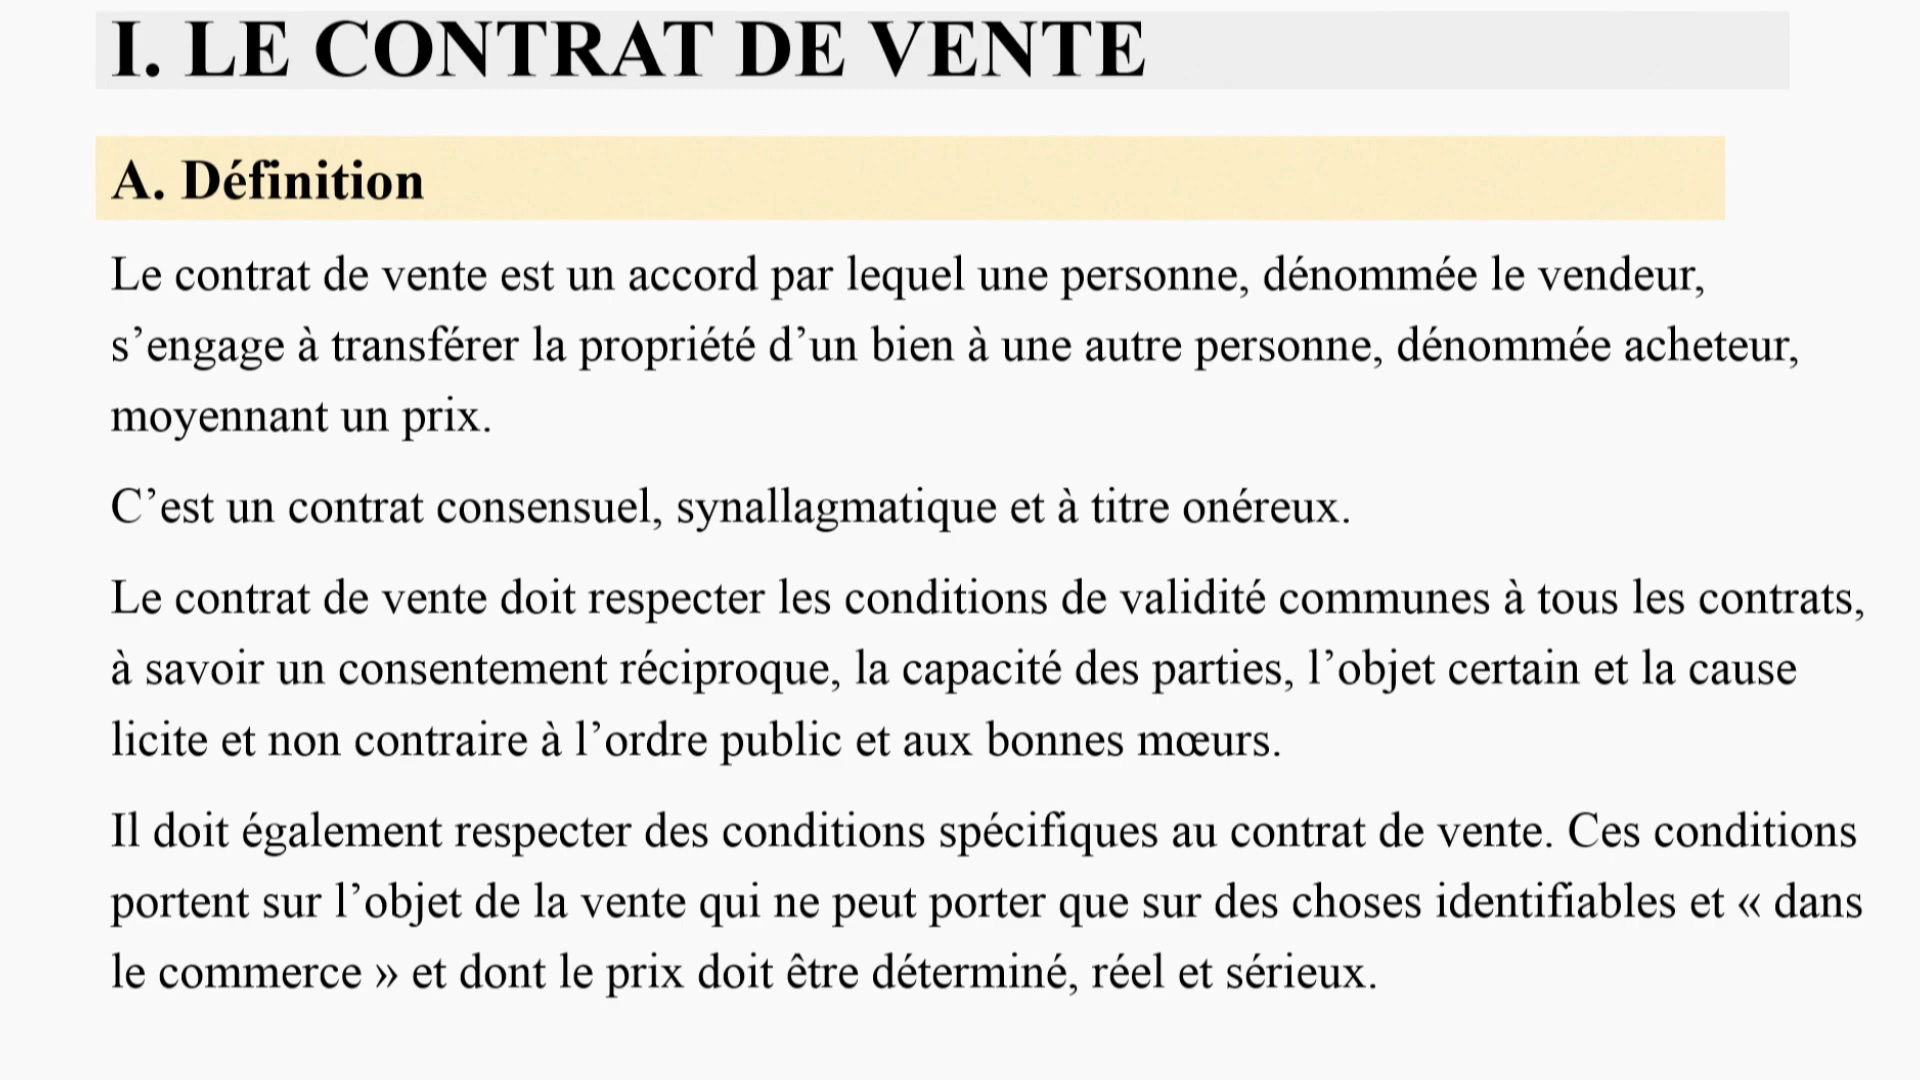 I. LE CONTRAT DE VENTE
A. Définition
Le contrat de vente est un accord par lequel une personne, dénommée le vendeur,
s’engage à transférer la propriété d’un bien à une autre personne, dénommée acheteur,
moyennant un prix.
C’est un contrat consensuel, synallagmatique et à titre onéreux.
Le contrat de vente doit respecter les conditions de validité communes à tous les contrats,
à savoir un consentement réciproque, la capacité des parties, l’objet certain et la cause
licite et non contraire à l’ordre public et aux bonnes mœurs.
Il doit également respecter des conditions spécifiques au contrat de vente. Ces conditions
portent sur l’objet de la vente qui ne peut porter que sur des choses identifiables et « dans
le commerce » et dont le prix doit être déterminé, réel et sérieux.